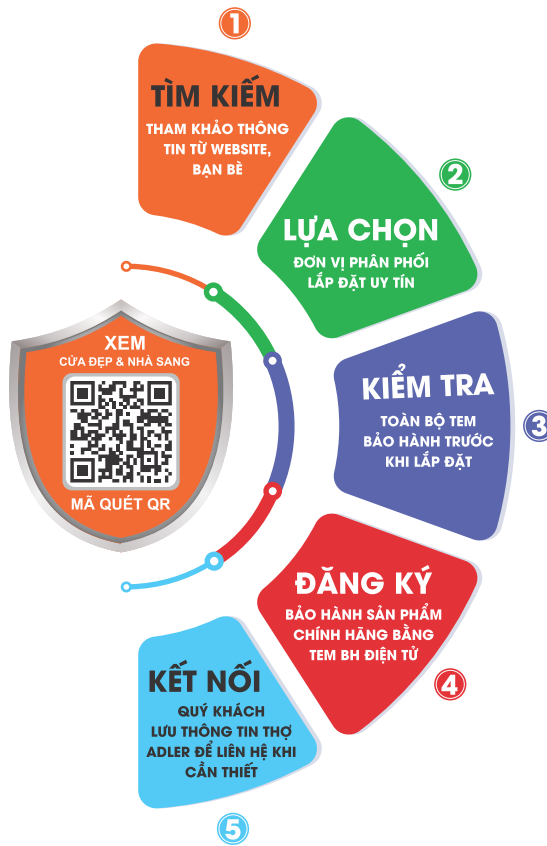 1
TÌM KIẾM
THAM KHẢO THÔNG
TIN TỪ WEBSITE,
BẠN BÈ
2
LỰA CHỌN
ĐƠN VỊ PHÂN PHỐI
LẮP ĐẶT UY TÍN
XEM
CỬA ĐẸP & NHÀ SANG
MÃ QUÉT QR
3
KIỂM TRA
TOÀN BỘ TEM
BẢO HÀNH TRƯỚC
KHI LẮP ĐẶT
ĐĂNG KÝ
BẢO HÀNH SẢN PHẨM
CHÍNH HÃNG BẰNG
TEM BH ĐIỆN TỬ
4
KẾT NỐI
QUÝ KHÁCH
LƯU THÔNG TIN THỢ
ADLER ĐỂ LIÊN HỆ KHI
CẦN THIẾT
5